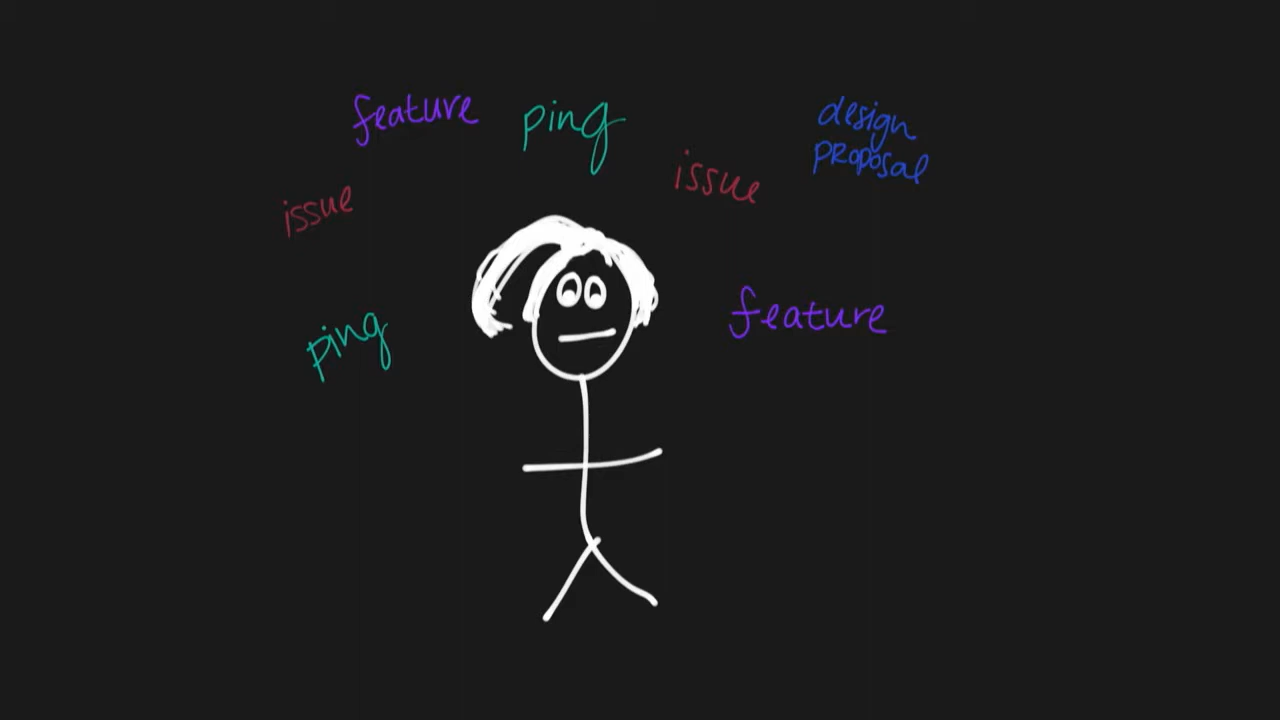 feature
ping
design
proposal
issue
issue
ping
feature